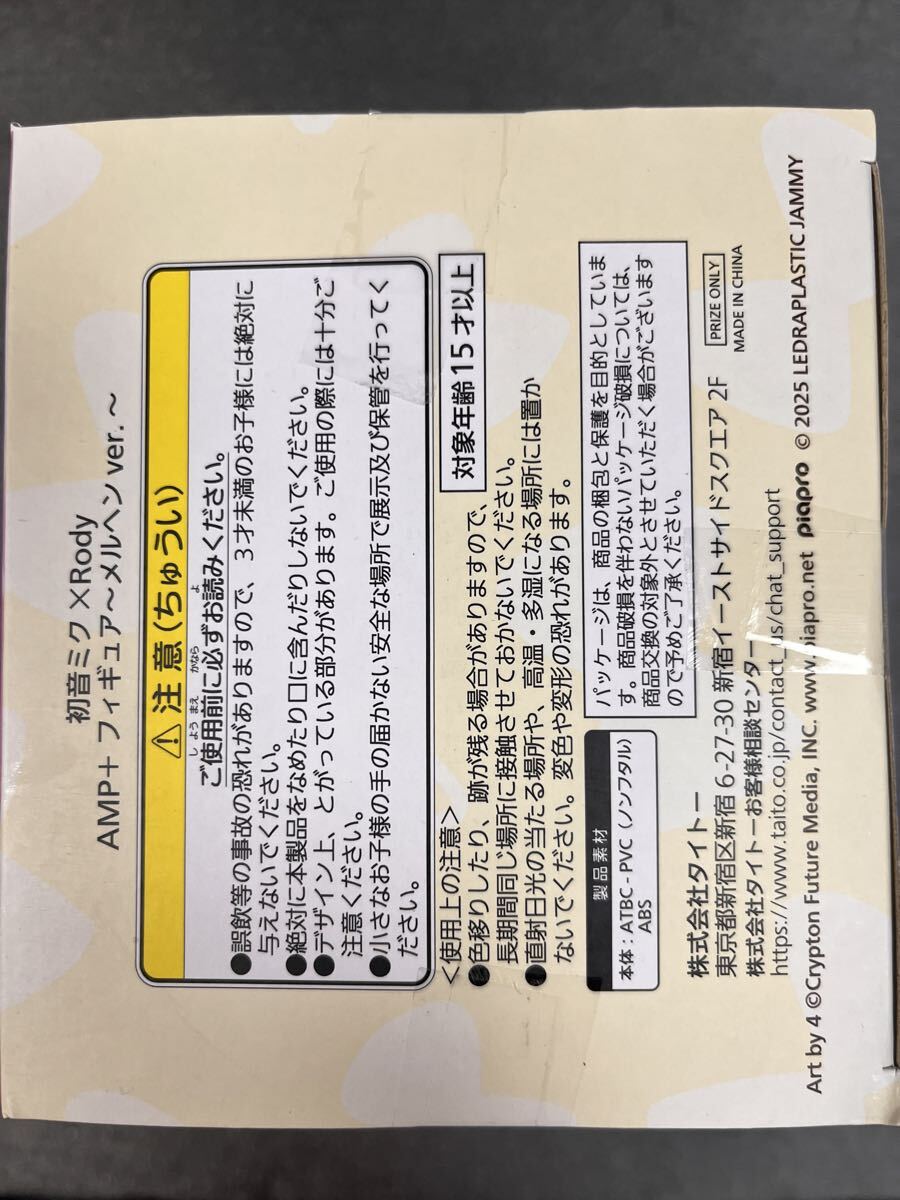 初音ミク×Rody
AMP+ フィギュア～メルヘンver.～
⚠注意(ちゅうい)
ご使用前に必ずお読みください。
しよう まえ かなら よ
●誤飲等の事故の恐れがありますので、3才未満のお子様には絶対に
与えないでください。
●絶対に本製品をなめたり口に含んだりしないでください。
●デザイン上、とがっている部分があります。ご使用の際には十分ご
注意ください。
●小さなお子様の手の届かない安全な場所で展示及び保管を行ってく
ださい。
対象年齢15才以上
＜使用上の注意＞
●色移りしたり、跡が残る場合がありますので、
長期間同じ場所に接触させておかないでください。
●直射日光の当たる場所や、高温・多湿になる場所には置か
ないでください。変色や変形の恐れがあります。
製品素材
本体：ATBC-PVC（ノンフタル）
ABS
パッケージは、商品の梱包と保護を目的としていま
す。商品破損を伴わないパッケージ破損については、
商品交換の対象外とさせていただく場合がございます
ので予めご了承ください。
株式会社タイトー
東京都新宿区新宿6-27-30 新宿イーストサイドスクエア 2F
株式会社タイトーお客様相談センター
https://www.taito.co.jp/contact_us/chat_support
PRIZE ONLY
MADE IN CHINA
Art by 4 ©Crypton Future Media, INC. www.piapro.net piapro © 2025 LEDRAPLASTIC JAMMY